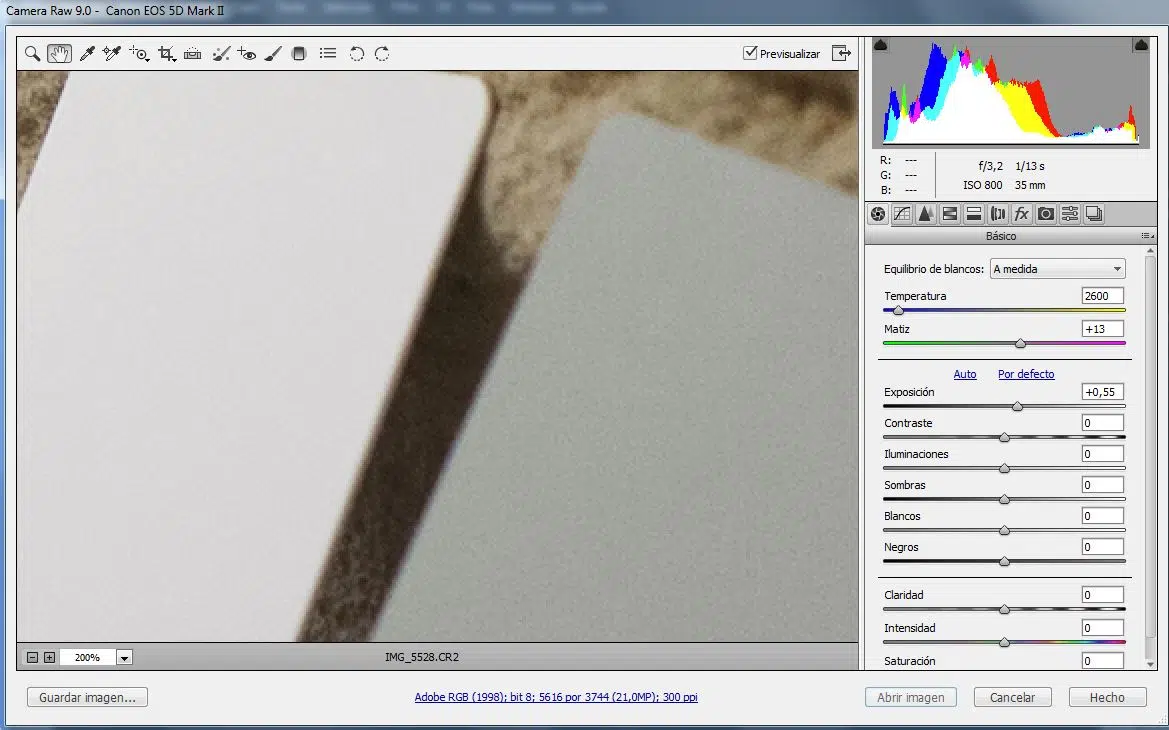 Camera Raw 9.0 - Canon EOS 5D Mark II
Previsualizar
R: ---
G: ---
B: ---
f/3,2 1/13 s
ISO 800 35 mm
fx
Básico
Equilibrio de blancos: A medida
Temperatura 2600
Matiz +13
Auto Por defecto
Exposición +0,55
Contraste 0
Iluminaciones 0
Sombras 0
Blancos 0
Negros 0
Claridad 0
Intensidad 0
Saturación 0
200% IMG_5528.CR2
Guardar imagen... Adobe RGB (1998); bit 8; 5616 por 3744 (21,0MP); 300 ppi Abrir imagen Cancelar Hecho